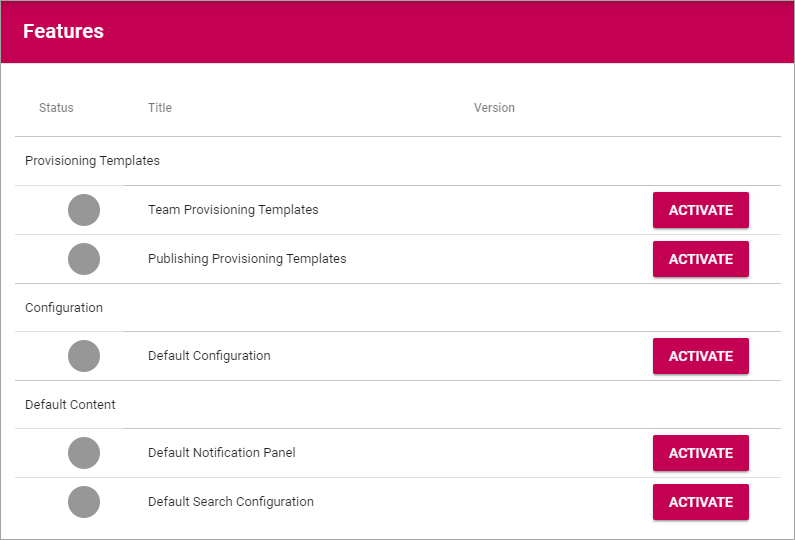 Features
Status Title Version
Provisioning Templates
Team Provisioning Templates ACTIVATE
Publishing Provisioning Templates ACTIVATE
Configuration
Default Configuration ACTIVATE
Default Content
Default Notification Panel ACTIVATE
Default Search Configuration ACTIVATE